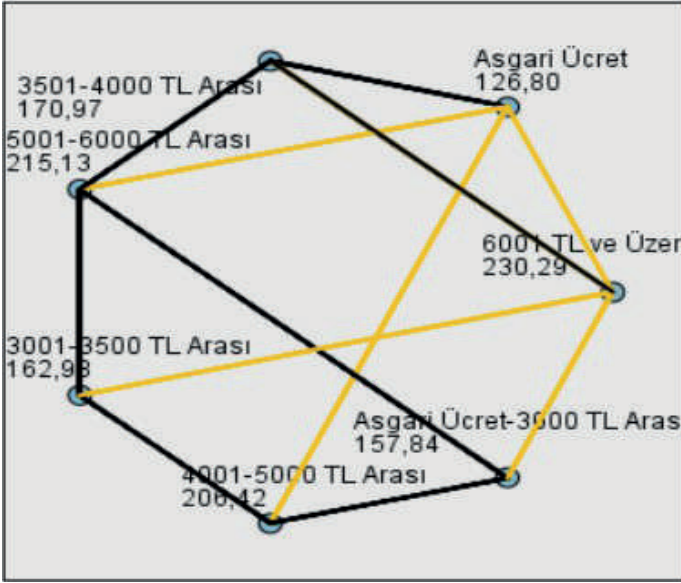 Asgari Ücret
126,80
3501-4000 TL Arası
170,97
5001-6000 TL Arası
215,13
6001 TL ve Üzer
230,29
3001-3500 TL Arası
162,98
Asgari Ücret-3000 TL Aras
157,84
4001-5000 TL Arası
206,42